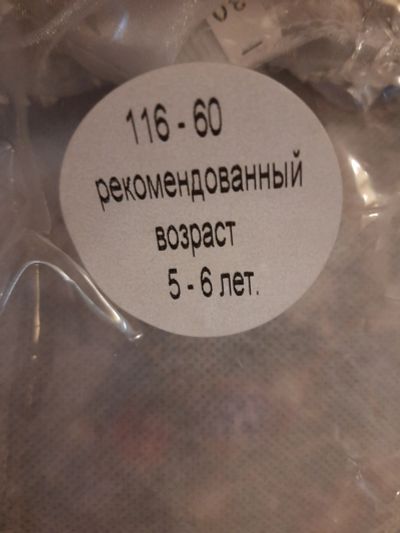 116 - 60
рекомендованный
возраст
5 - 6 лет.